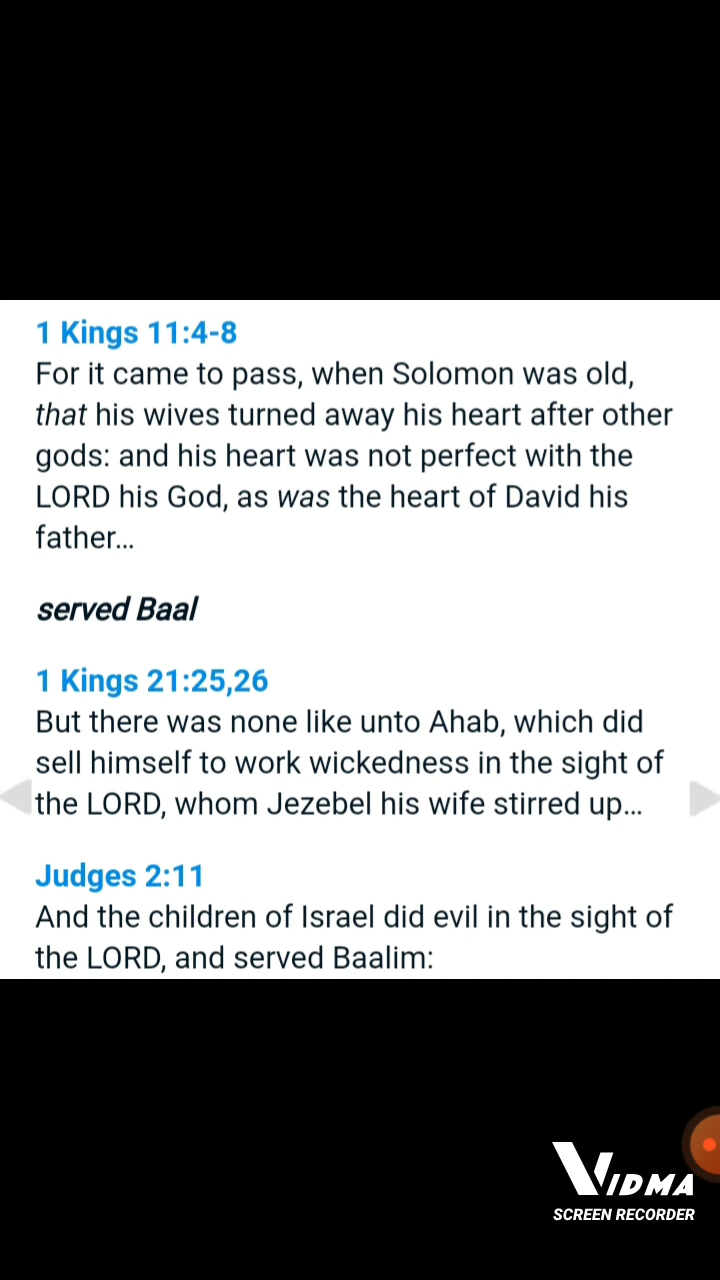 1 Kings 11:4-8
For it came to pass, when Solomon was old,
that his wives turned away his heart after other
gods: and his heart was not perfect with the
LORD his God, as was the heart of David his
father...
served Baal
1 Kings 21:25,26
But there was none like unto Ahab, which did
sell himself to work wickedness in the sight of
the LORD, whom Jezebel his wife stirred up...
Judges 2:11
And the children of Israel did evil in the sight of
the LORD, and served Baalim:
VIDMA
SCREEN RECORDER